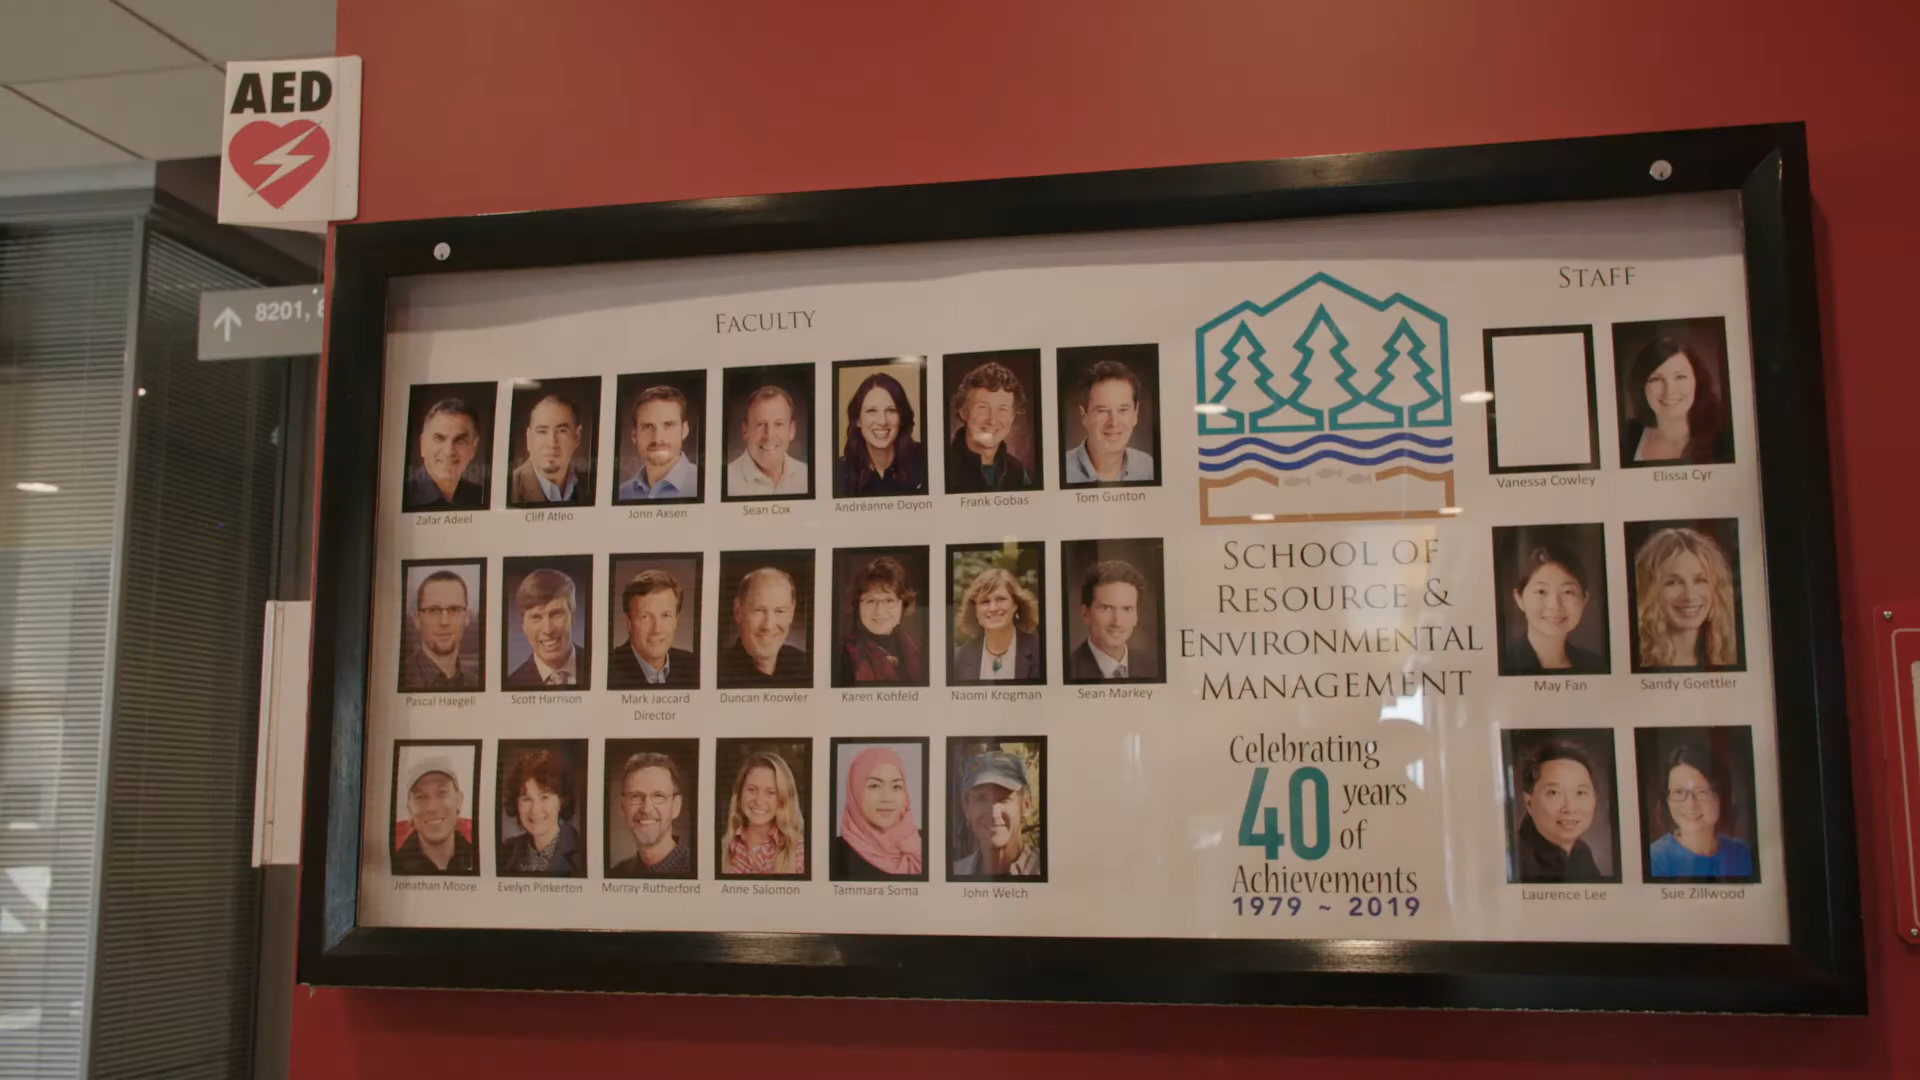 AED
8201,
FACULTY
STAFF
Zafar Adeel
Cliff Atleo
Jonn Axsen
Sean Cox
Andréanne Doyon
Frank Gobas
Tom Gunton
Vanessa Cowley
Elissa Cyr
Pascal Haegeli
Scott Harrison
Mark Jaccard
Director
Duncan Knowler
Karen Kohfeld
Naomi Krogman
Sean Markey
SCHOOL OF
RESOURCE &
ENVIRONMENTAL
MANAGEMENT
May Fan
Sandy Goettler
Jonathan Moore
Evelyn Pinkerton
Murray Rutherford
Anne Salomon
Tammara Soma
John Welch
Celebrating
40 years
of
Achievements
1979 ~ 2019
Laurence Lee
Sue Zillwood